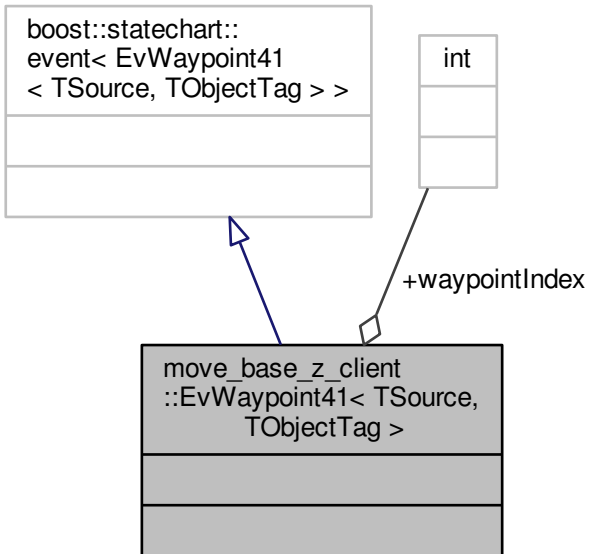 boost::statechart::
event< EvWaypoint41
< TSource, TObjectTag > >
int
+waypointIndex
move_base_z_client
::EvWaypoint41< TSource,
TObjectTag >